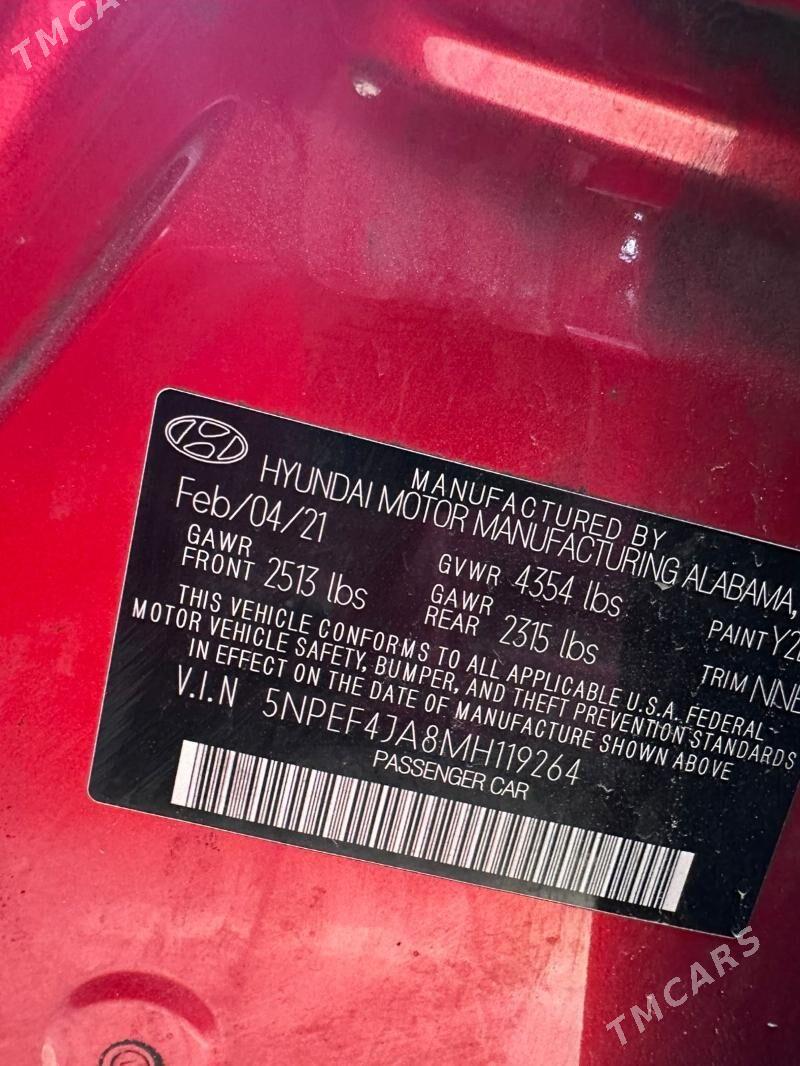 TMCARS
MANUFACTURED BY
HYUNDAI MOTOR MANUFACTURING ALABAMA,
Feb/04/21
GAWR FRONT 2513 lbs
GVWR 4354 lbs
GAWR REAR 2315 lbs
PAINT
TRIM
THIS VEHICLE CONFORMS TO ALL APPLICABLE U.S.A. FEDERAL
MOTOR VEHICLE SAFETY, BUMPER, AND THEFT PREVENTION STANDARDS
IN EFFECT ON THE DATE OF MANUFACTURE SHOWN ABOVE
V.I.N 5NPEF4JA8MH119264
PASSENGER CAR
TMCARS